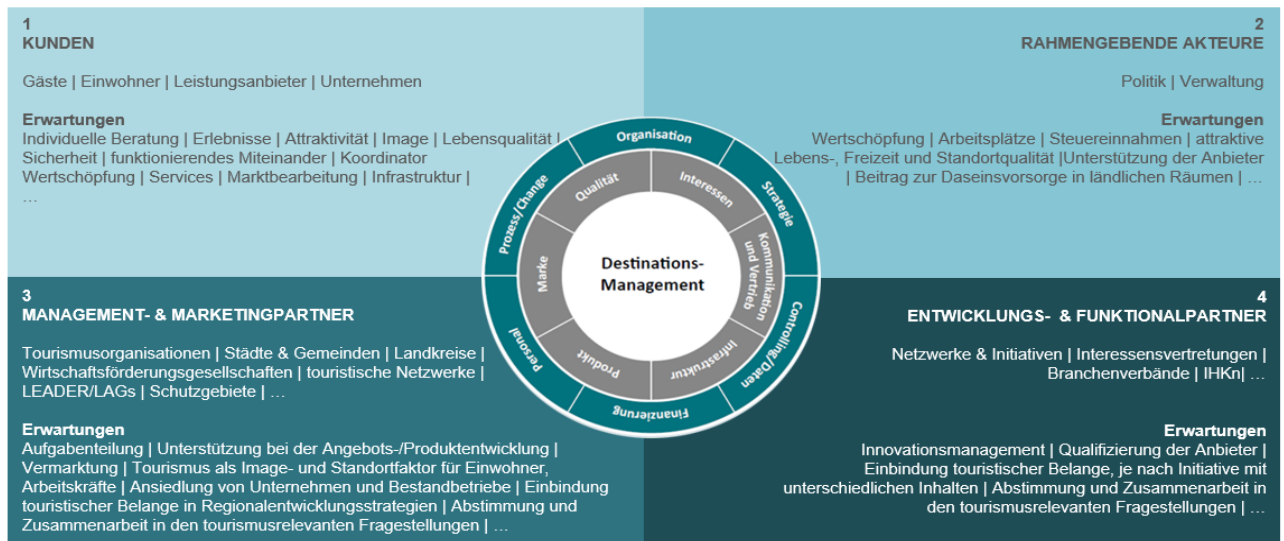 1
KUNDEN
Gäste | Einwohner | Leistungsanbieter | Unternehmen
Erwartungen
Individuelle Beratung | Erlebnisse | Attraktivität | Image | Lebensqualität |
Sicherheit | funktionierendes Miteinander | Koordinator
Wertschöpfung | Services | Marktbearbeitung | Infrastruktur |
…
2
RAHMENGEBENDE AKTEURE
Politik | Verwaltung
Erwartungen
Wertschöpfung | Arbeitsplätze | Steuereinnahmen | attraktive
Lebens-, Freizeit und Standortqualität |Unterstützung der Anbieter
| Beitrag zur Daseinsvorsorge in ländlichen Räumen | …
Organisation
Strategie
Controlling/Daten
Finanzierung
Personal
Prozess/Change
Qualität
Interessen
Kommunikation
und Vertrieb
Infrastruktur
Produkt
Marke
Destinations-
Management
3
MANAGEMENT- & MARKETINGPARTNER
Tourismusorganisationen | Städte & Gemeinden | Landkreise |
Wirtschaftsförderungsgesellschaften | touristische Netzwerke |
LEADER/LAGs | Schutzgebiete | …
Erwartungen
Aufgabenteilung | Unterstützung bei der Angebots-/Produktentwicklung |
Vermarktung | Tourismus als Image- und Standortfaktor für Einwohner,
Arbeitskräfte | Ansiedlung von Unternehmen und Bestandbetriebe | Einbindung
touristischer Belange in Regionalentwicklungsstrategien | Abstimmung und
Zusammenarbeit in den tourismusrelevanten Fragestellungen | …
4
ENTWICKLUNGS- & FUNKTIONALPARTNER
Netzwerke & Initiativen | Interessensvertretungen |
Branchenverbände | IHKn| …
Erwartungen
Innovationsmanagement | Qualifizierung der Anbieter |
Einbindung touristischer Belange, je nach Initiative mit
unterschiedlichen Inhalten | Abstimmung und Zusammenarbeit in
den tourismusrelevanten Fragestellungen | …